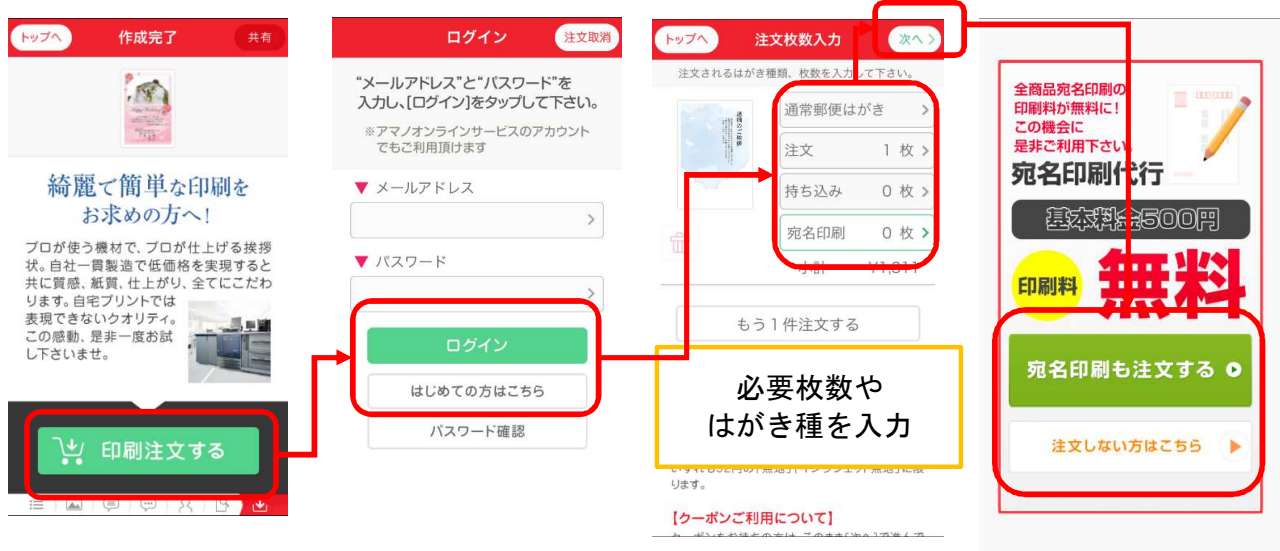 トップへ
作成完了
共有
綺麗で簡単な印刷を
お求めの方へ!
プロが使う機材で、プロが仕上げる挨拶
状。自社一貫製造で低価格を実現すると
共に質感、紙質、仕上がり、全てにこだわ
ります。自宅プリントでは
表現できないクオリティ。
この感動、是非一度お試
し下さいませ。
印刷注文する
ログイン
注文取消
“メールアドレス”と“パスワード”を
入力し、[ログイン]をタップして下さい。
※アマノオンラインサービスのアカウント
でもご利用頂けます
▼ メールアドレス
▼ パスワード
ログイン
はじめての方はこちら
パスワード確認
トップへ
注文枚数入力
次へ
注文されるはがき種類、枚数を入力して下さい。
通常郵便はがき
注文 1 枚
持ち込み 0 枚
宛名印刷 0 枚
小計 ¥1,311
もう1件注文する
必要枚数や
はがき種を入力
ります。
【クーポンご利用について】
全商品宛名印刷の
印刷料が無料に!
この機会に
是非ご利用下さい。
宛名印刷代行
基本料金500円
印刷料
無料
宛名印刷も注文する
注文しない方はこちら